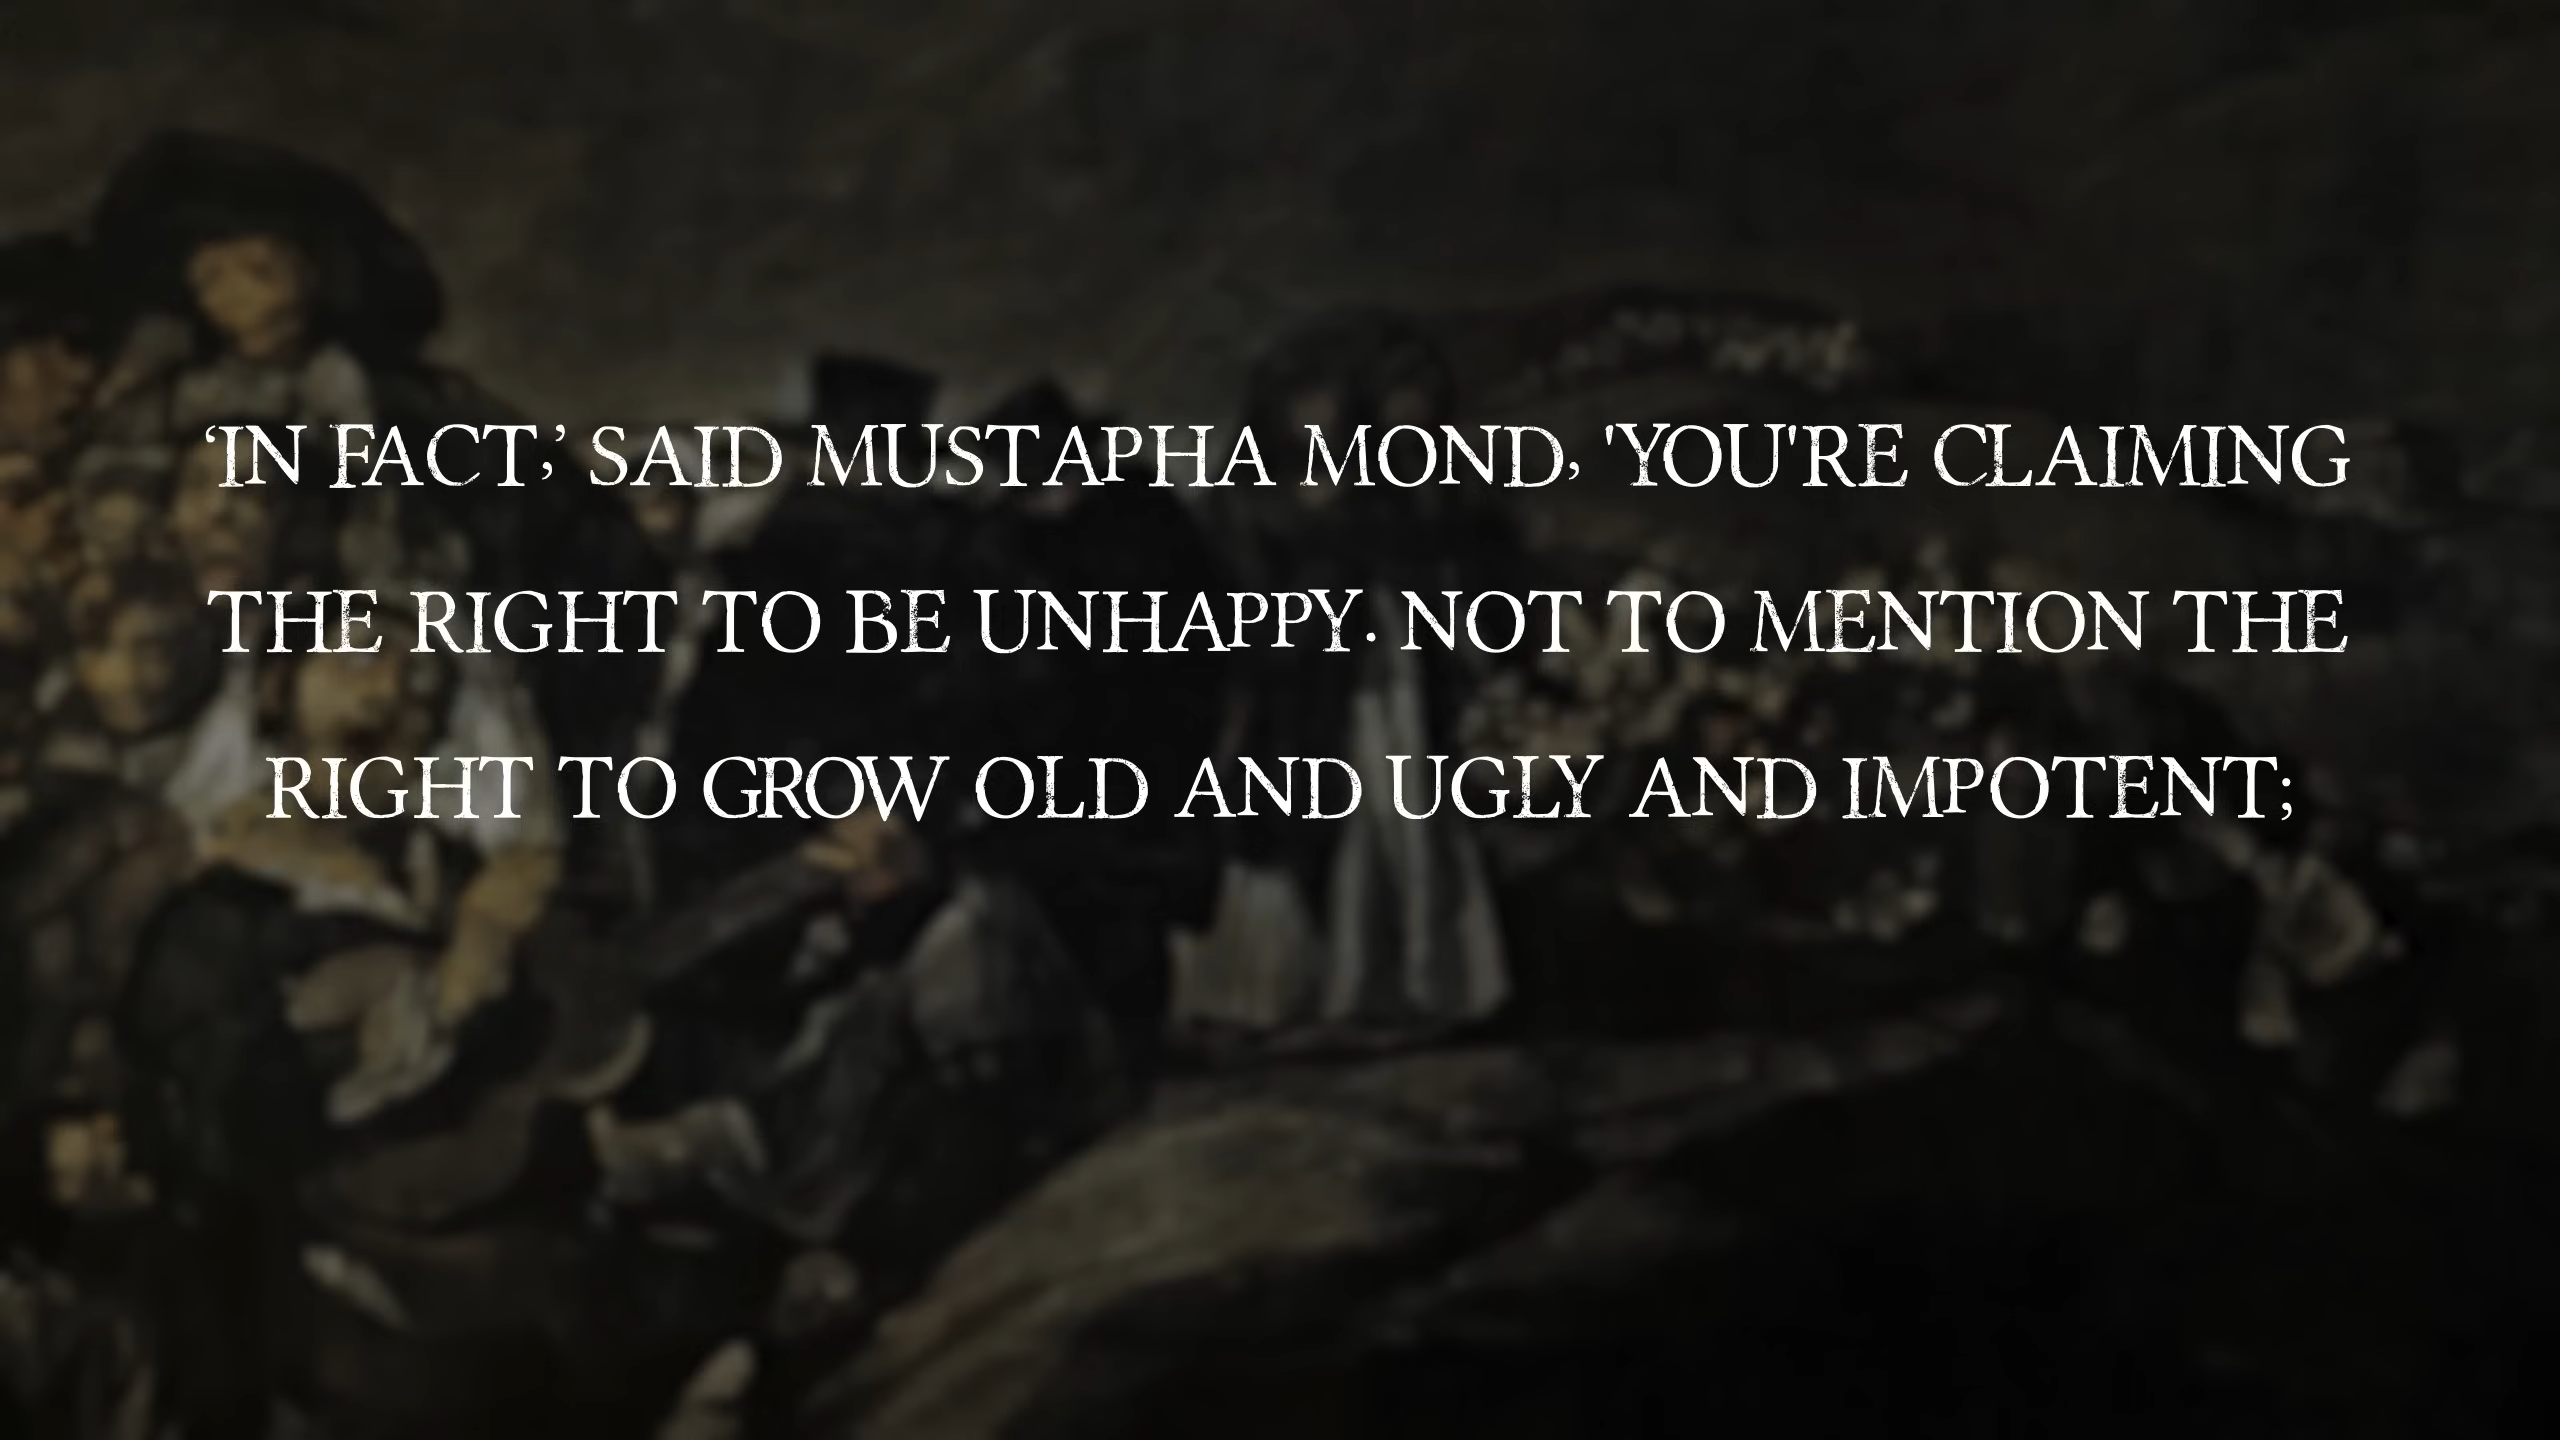 ‘IN FACT,’ SAID MUSTAPHA MOND, 'YOU'RE CLAIMING
THE RIGHT TO BE UNHAPPY. NOT TO MENTION THE
RIGHT TO GROW OLD AND UGLY AND IMPOTENT;